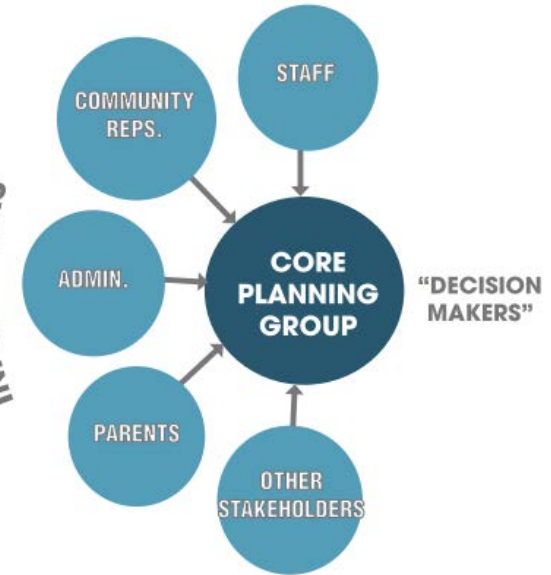 STAFF
COMMUNITY
REPS.
ADMIN.
CORE
PLANNING
GROUP
"DECISION
MAKERS"
PARENTS
OTHER
STAKEHOLDERS